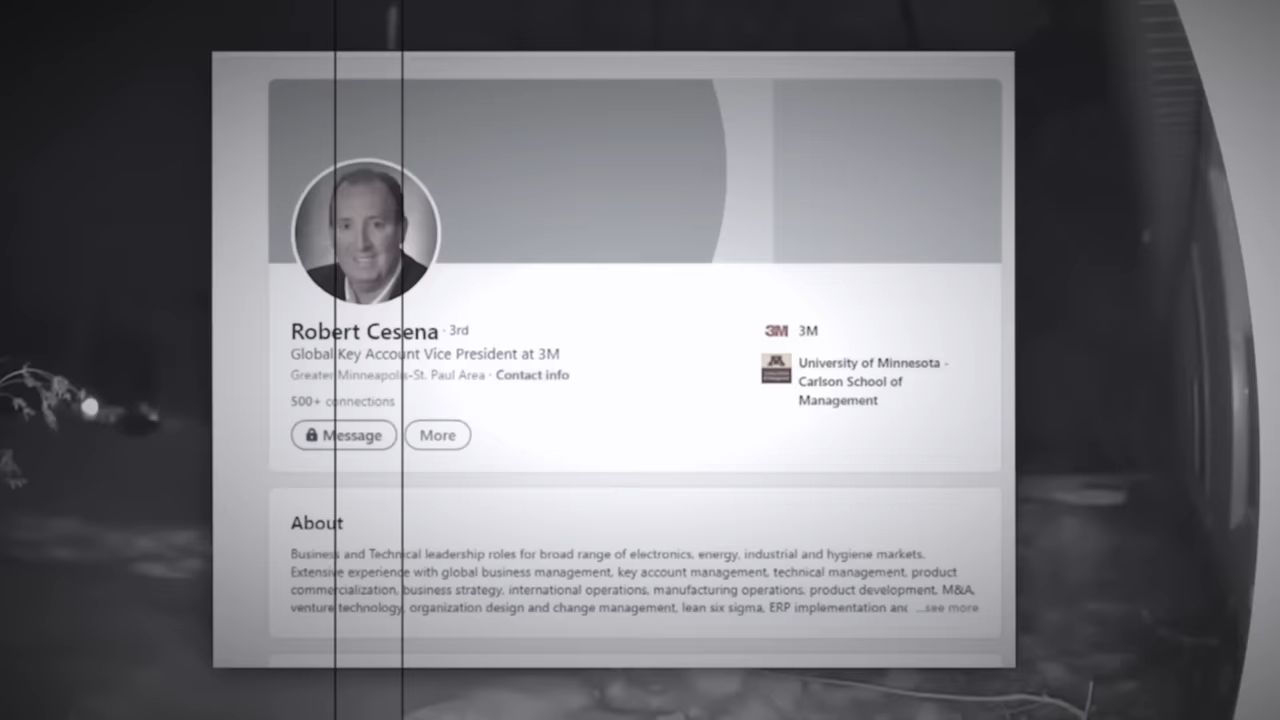 Robert Cesena · 3rd
Global Key Account Vice President at 3M
Greater Minneapolis-St. Paul Area · Contact info
500+ connections
Message
More
3M 3M
University of Minnesota -
Carlson School of
Management
About
Business and Technical leadership roles for broad range of electronics, energy, industrial and hygiene markets.
Extensive experience with global business management, key account management, technical management, product
commercialization, business strategy, international operations, manufacturing operations, product development, M&A,
venture technology, organization design and change management, lean six sigma, ERP implementation and ...see more